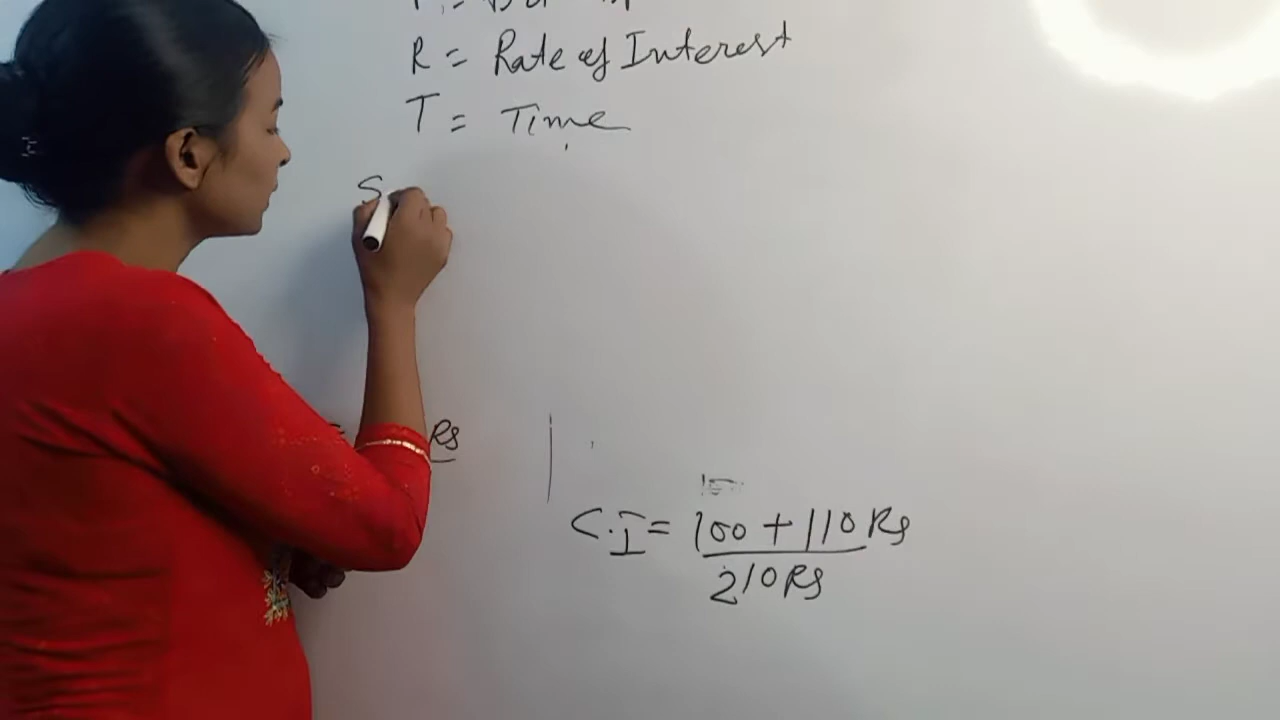 R = Rate of Interest
T = Time
S
Rs
C.I = 100 + 110 Rs
210 Rs